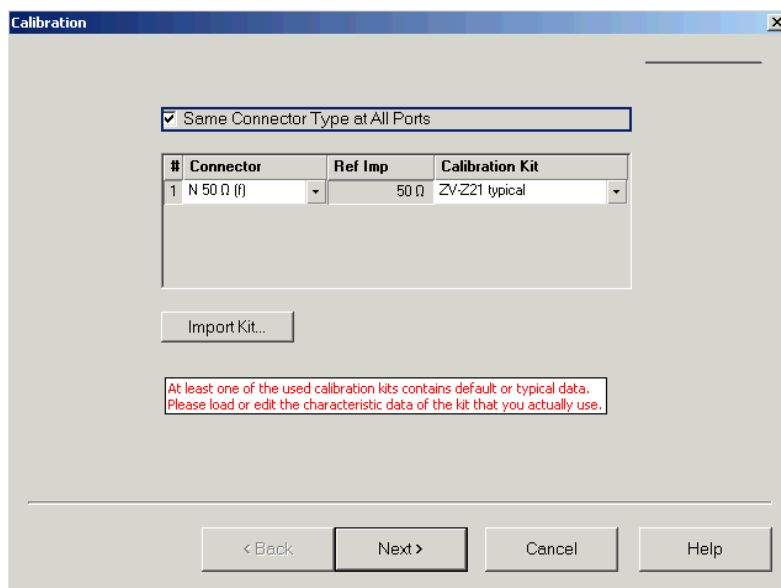 Calibration
Same Connector Type at All Ports
# Connector Ref Imp Calibration Kit
1 N 50 Ω (f) 50 Ω ZV-Z21 typical
Import Kit...
At least one of the used calibration kits contains default or typical data.
Please load or edit the characteristic data of the kit that you actually use.
< Back Next > Cancel Help